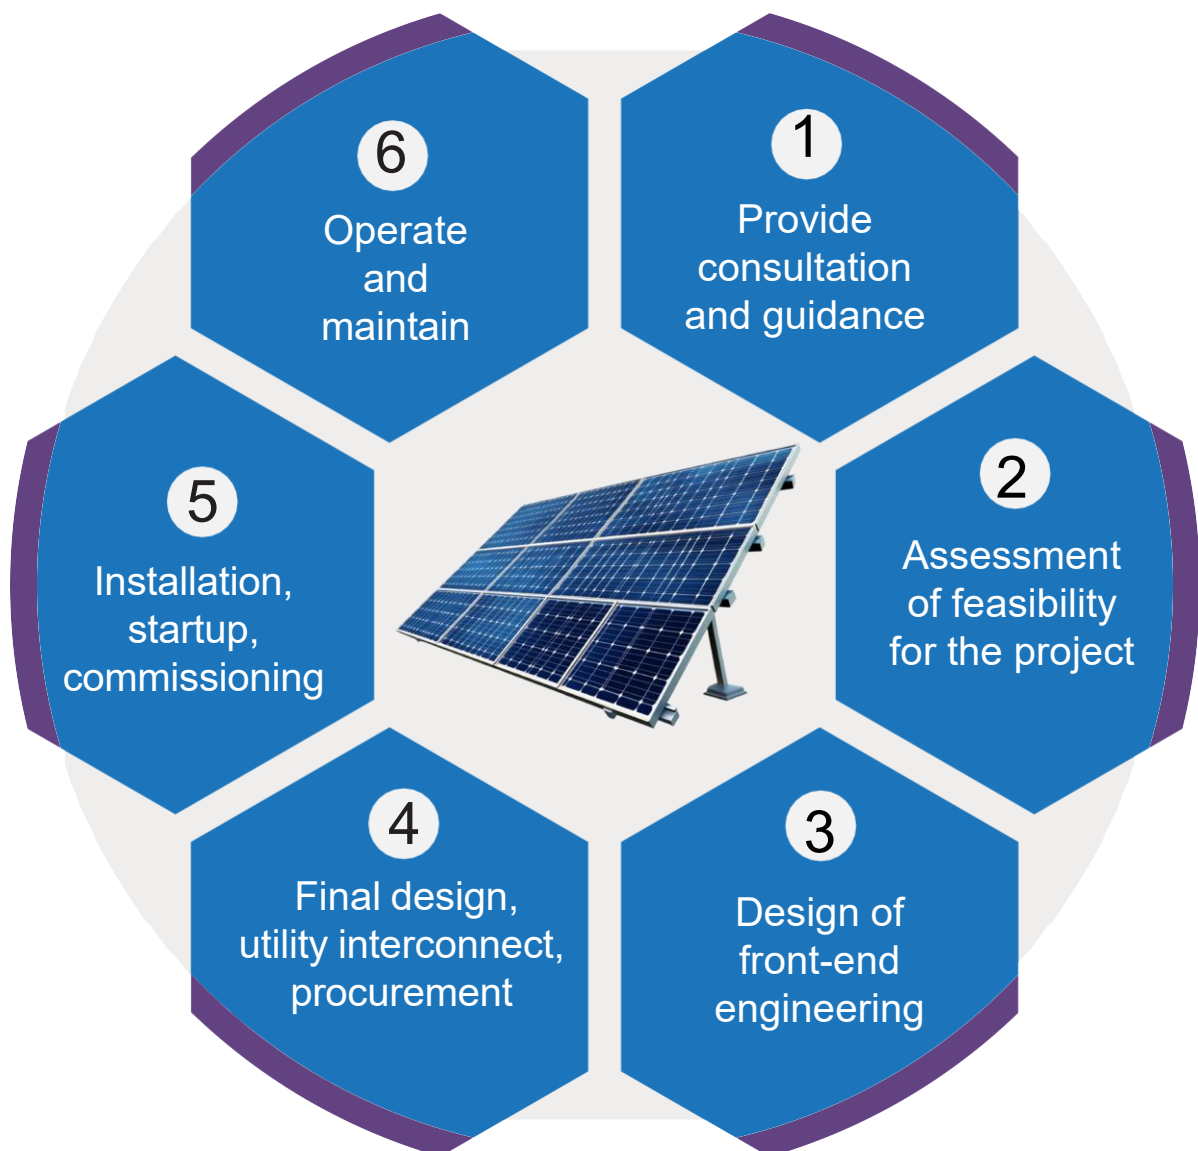 1
Provide
consultation
and guidance
2
Assessment
of feasibility
for the project
3
Design of
front-end
engineering
4
Final design,
utility interconnect,
procurement
5
Installation,
startup,
commissioning
6
Operate
and
maintain